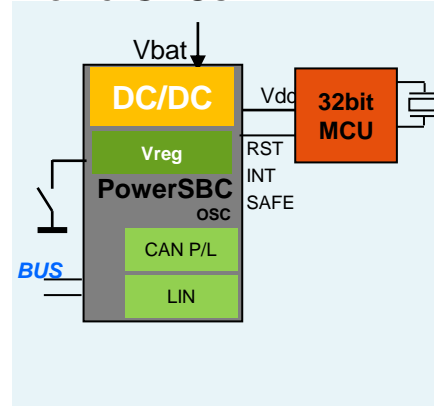 Vbat
DC/DC
Vdd
32bit
MCU
Vreg
RST
INT
SAFE
PowerSBC
OSC
CAN P/L
BUS
LIN